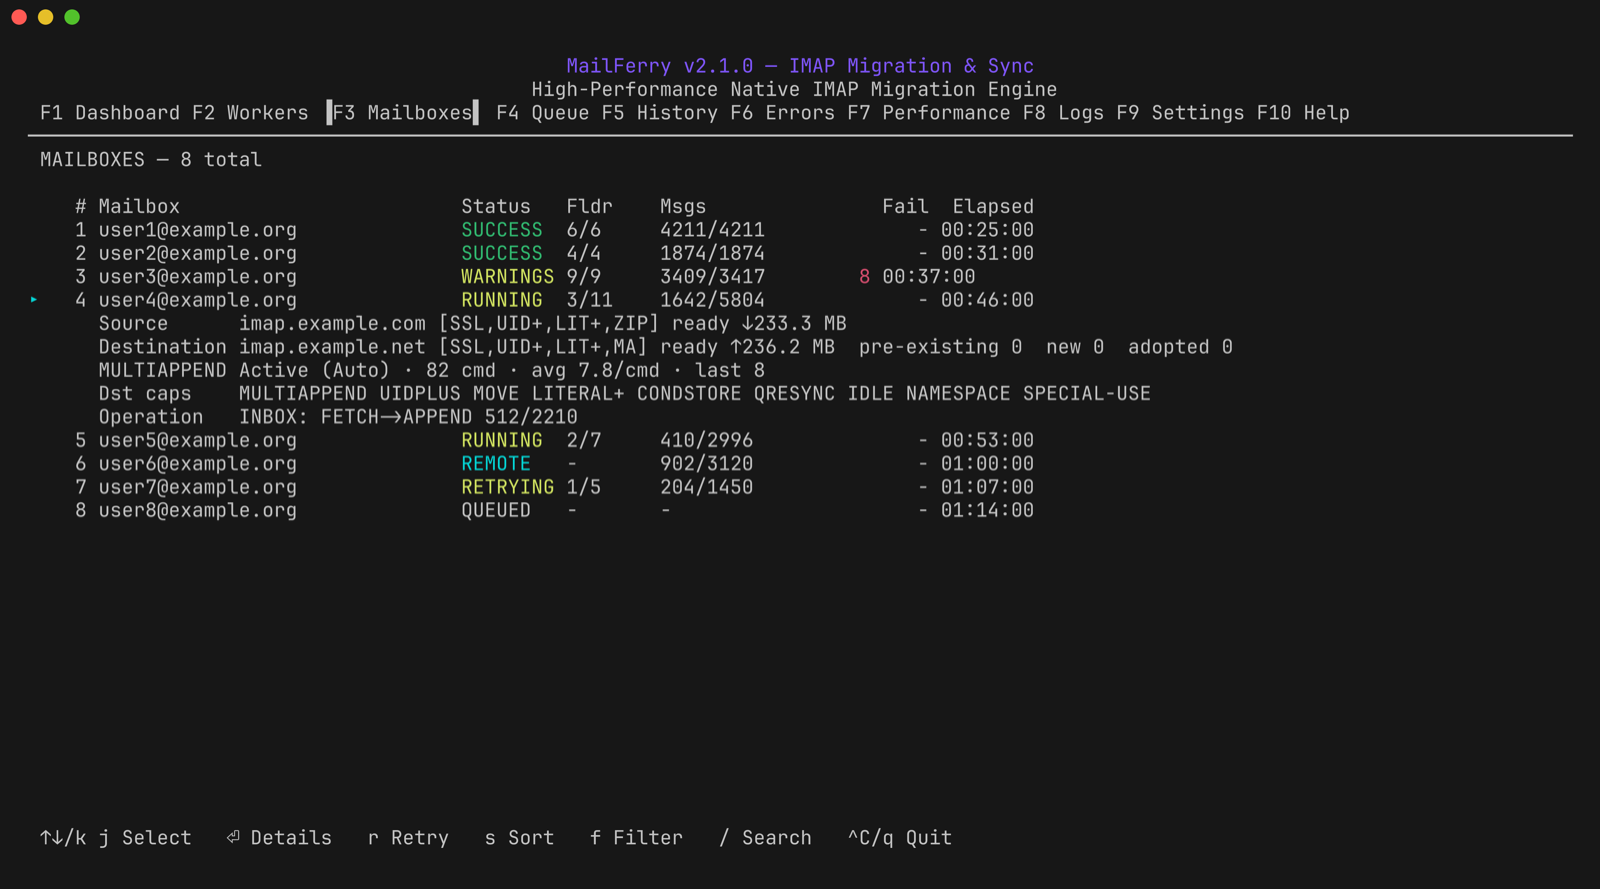 MailFerry v2.1.0 — IMAP Migration & Sync
High-Performance Native IMAP Migration Engine
F1 Dashboard F2 Workers F3 Mailboxes F4 Queue F5 History F6 Errors F7 Performance F8 Logs F9 Settings F10 Help
MAILBOXES — 8 total
# Mailbox Status Fldr Msgs Fail Elapsed
1 user1@example.org SUCCESS 6/6 4211/4211 - 00:25:00
2 user2@example.org SUCCESS 4/4 1874/1874 - 00:31:00
3 user3@example.org WARNINGS 9/9 3409/3417 8 00:37:00
▸ 4 user4@example.org RUNNING 3/11 1642/5804 - 00:46:00
Source imap.example.com [SSL,UID+,LIT+,ZIP] ready ↓233.3 MB
Destination imap.example.net [SSL,UID+,LIT+,MA] ready ↑236.2 MB pre-existing 0 new 0 adopted 0
MULTIAPPEND Active (Auto) · 82 cmd · avg 7.8/cmd · last 8
Dst caps MULTIAPPEND UIDPLUS MOVE LITERAL+ CONDSTORE QRESYNC IDLE NAMESPACE SPECIAL-USE
Operation INBOX: FETCH→APPEND 512/2210
5 user5@example.org RUNNING 2/7 410/2996 - 00:53:00
6 user6@example.org REMOTE - 902/3120 - 01:00:00
7 user7@example.org RETRYING 1/5 204/1450 - 01:07:00
8 user8@example.org QUEUED - - - 01:14:00
↑↓/k j Select ⏎ Details r Retry s Sort f Filter / Search ^C/q Quit